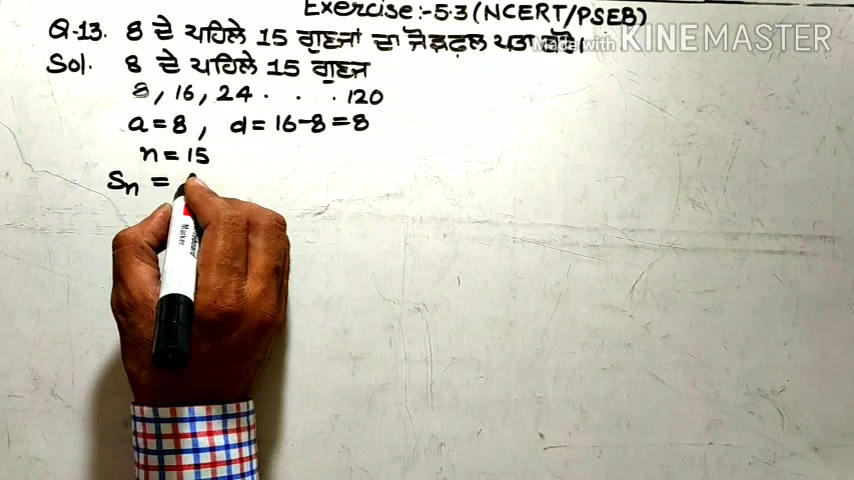 Exercise:-5.3 (NCERT/PSEB)
Q.13. 8 ਦੇ ਪਹਿਲੇ 15 ਗੁਣਜਾਂ ਦਾ ਜੋੜਫ਼ਲ ਪਤਾ ਕਰੋ।
Made with KINEMASTER
Sol. 8 ਦੇ ਪਹਿਲੇ 15 ਗੁਣਜ
8, 16, 24 . . . 120
a = 8 , d = 16-8 = 8
n = 15
Sn =